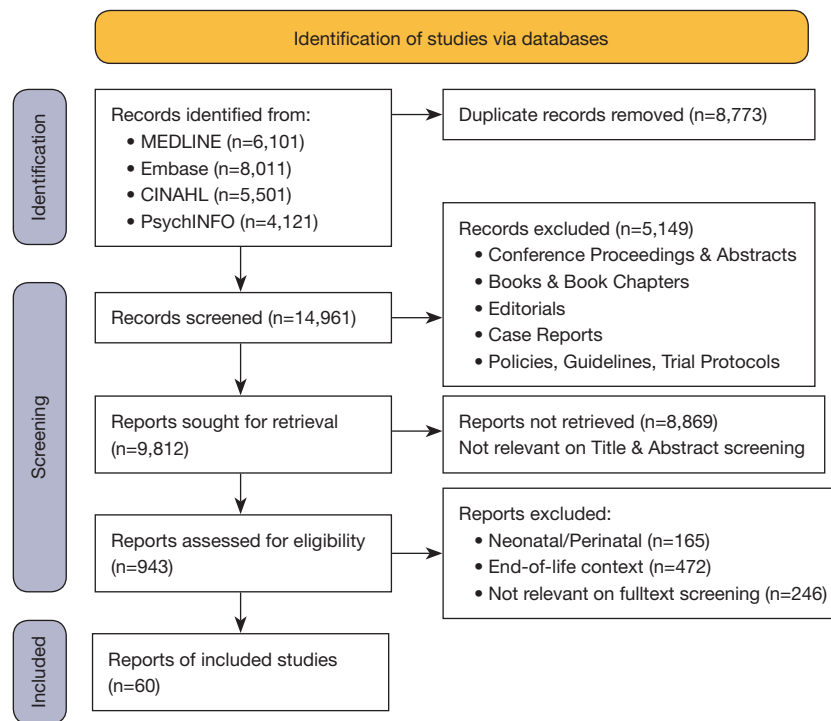 Identification of studies via databases
Identification
Records identified from:
• MEDLINE (n=6,101)
• Embase (n=8,011)
• CINAHL (n=5,501)
• PsychINFO (n=4,121)
Duplicate records removed (n=8,773)
Screening
Records screened (n=14,961)
Records excluded (n=5,149)
• Conference Proceedings & Abstracts
• Books & Book Chapters
• Editorials
• Case Reports
• Policies, Guidelines, Trial Protocols
Reports sought for retrieval
(n=9,812)
Reports not retrieved (n=8,869)
Not relevant on Title & Abstract screening
Reports assessed for eligibility
(n=943)
Reports excluded:
• Neonatal/Perinatal (n=165)
• End-of-life context (n=472)
• Not relevant on fulltext screening (n=246)
Included
Reports of included studies
(n=60)